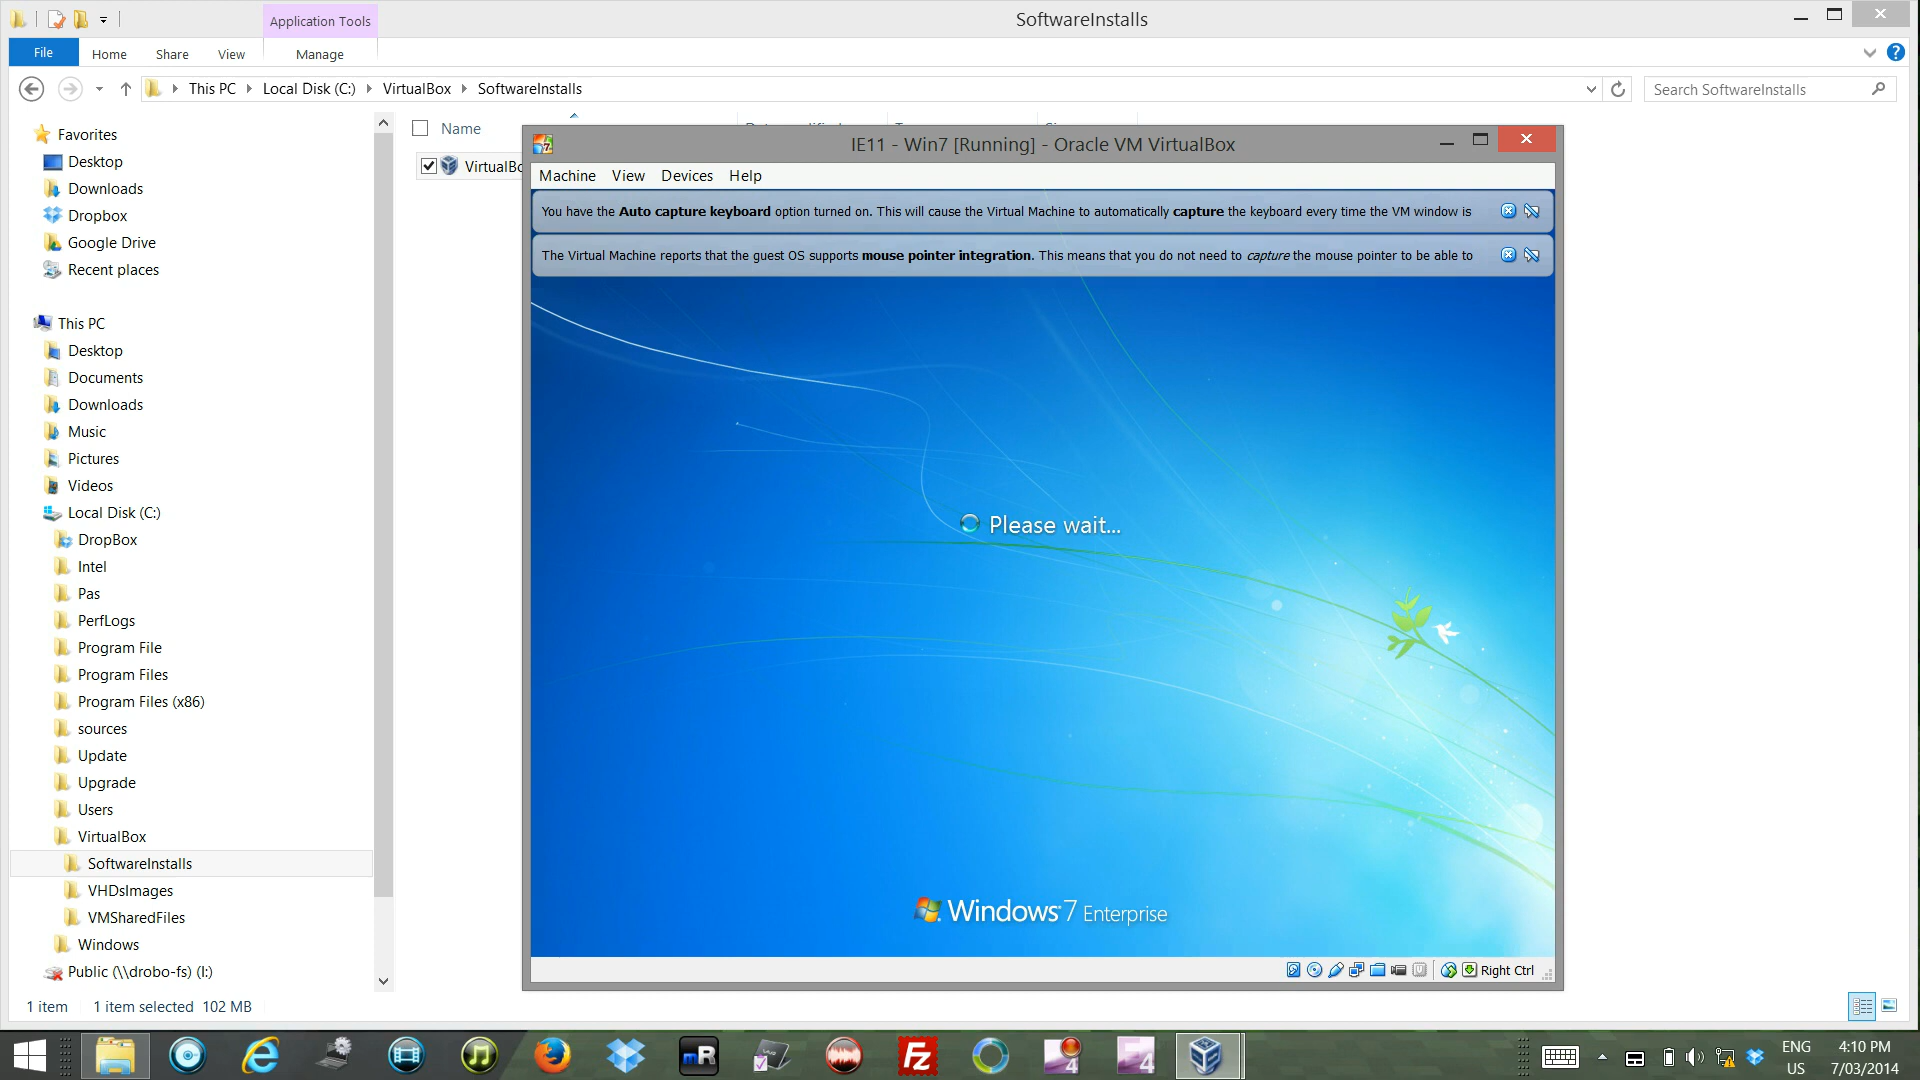 Application Tools
SoftwareInstalls
File
Home
Share
View
Manage
This PC
Local Disk (C:)
VirtualBox
SoftwareInstalls
Search SoftwareInstalls
Favorites
Desktop
Downloads
Dropbox
Google Drive
Recent places
This PC
Desktop
Documents
Downloads
Music
Pictures
Videos
Local Disk (C:)
DropBox
Intel
Pas
PerfLogs
Program File
Program Files
Program Files (x86)
sources
Update
Upgrade
Users
VirtualBox
SoftwareInstalls
VHDsImages
VMSharedFiles
Windows
Public (\\drobo-fs) (I:)
1 item
1 item selected 102 MB
Name
VirtualBo
IE11 - Win7 [Running] - Oracle VM VirtualBox
Machine
View
Devices
Help
You have the Auto capture keyboard option turned on. This will cause the Virtual Machine to automatically capture the keyboard every time the VM window is
The Virtual Machine reports that the guest OS supports mouse pointer integration. This means that you do not need to capture the mouse pointer to be able to
Please wait...
Windows 7 Enterprise
Right Ctrl
mR
Fz
4
4
ENG
US
4:10 PM
7/03/2014